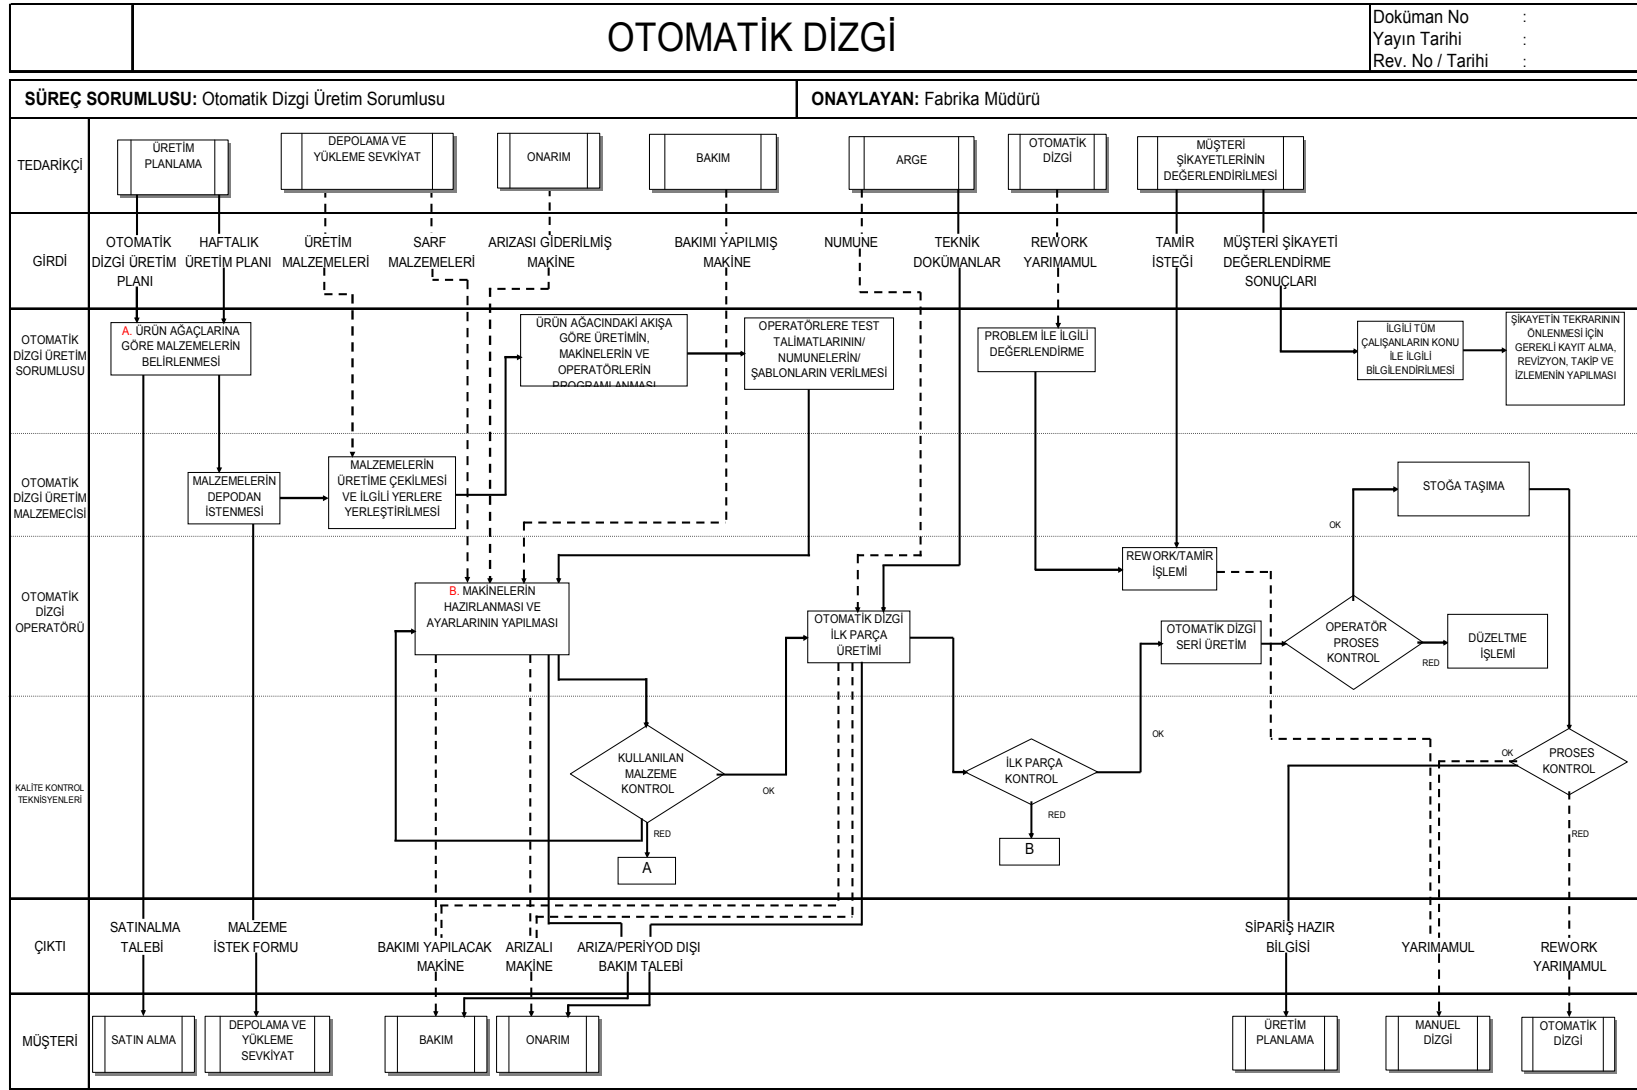 OTOMATİK DİZGİ
Doküman No :
Yayın Tarihi :
Rev. No / Tarihi :
SÜREÇ SORUMLUSU: Otomatik Dizgi Üretim Sorumlusu
ONAYLAYAN: Fabrika Müdürü
TEDARİKÇİ
ÜRETİM
PLANLAMA
DEPOLAMA VE
YÜKLEME SEVKİYAT
ONARIM
BAKIM
ARGE
OTOMATİK
DİZGİ
MÜŞTERİ
ŞİKAYETLERİNİN
DEĞERLENDİRİLMESİ
GİRDİ
OTOMATİK
DİZGİ ÜRETİM
PLANI
HAFTALIK
ÜRETİM PLANI
ÜRETİM
MALZEMELERİ
SARF
MALZEMELERİ
ARIZASI GİDERİLMİŞ
MAKİNE
BAKIMI YAPILMIŞ
MAKİNE
NUMUNE
TEKNİK
DOKÜMANLAR
REWORK
YARIMAMUL
TAMİR
İSTEĞİ
MÜŞTERİ ŞİKAYETİ
DEĞERLENDİRME
SONUÇLARI
OTOMATİK
DİZGİ ÜRETİM
SORUMLUSU
A. ÜRÜN AĞAÇLARINA
GÖRE MALZEMELERİN
BELİRLENMESİ
ÜRÜN AĞACINDAKİ AKIŞA
GÖRE ÜRETİMİN,
MAKİNELERİN VE
OPERATÖRLERİN
PROGRAMLANMASI
OPERATÖRLERE TEST
TALİMATLARININ/
NUMUNELERİN/
ŞABLONLARIN VERİLMESİ
PROBLEM İLE İLGİLİ
DEĞERLENDİRME
İLGİLİ TÜM
ÇALIŞANLARIN KONU
İLE İLGİLİ
BİLGİLENDİRİLMESİ
ŞİKAYETİN TEKRARININ
ÖNLENMESİ İÇİN
GEREKLİ KAYIT ALMA,
REVİZYON, TAKİP VE
İZLEMENİN YAPILMASI
OTOMATİK
DİZGİ ÜRETİM
MALZEMECİSİ
MALZEMELERİN
DEPODAN
İSTENMESİ
MALZEMELERİN
ÜRETİME ÇEKİLMESİ
VE İLGİLİ YERLERE
YERLEŞTİRİLMESİ
STOĞA TAŞIMA
OK
OTOMATİK
DİZGİ
OPERATÖRÜ
B. MAKİNELERİN
HAZIRLANMASI VE
AYARLARININ YAPILMASI
OTOMATİK DİZGİ
İLK PARÇA
ÜRETİMİ
REWORK/TAMİR
İŞLEMİ
OTOMATİK DİZGİ
SERİ ÜRETİM
OPERATÖR
PROSES
KONTROL
RED
DÜZELTME
İŞLEMİ
KALİTE KONTROL
TEKNİSYENLERİ
KULLANILAN
MALZEME
KONTROL
OK
RED
A
İLK PARÇA
KONTROL
OK
RED
B
OK
PROSES
KONTROL
RED
ÇIKTI
SATINALMA
TALEBİ
MALZEME
İSTEK FORMU
BAKIMI YAPILACAK
MAKİNE
ARIZALI
MAKİNE
ARIZA/PERİYOD DIŞI
BAKIM TALEBİ
SİPARİŞ HAZIR
BİLGİSİ
YARIMAMUL
REWORK
YARIMAMUL
MÜŞTERİ
SATIN ALMA
DEPOLAMA VE
YÜKLEME
SEVKİYAT
BAKIM
ONARIM
ÜRETİM
PLANLAMA
MANUEL
DİZGİ
OTOMATİK
DİZGİ